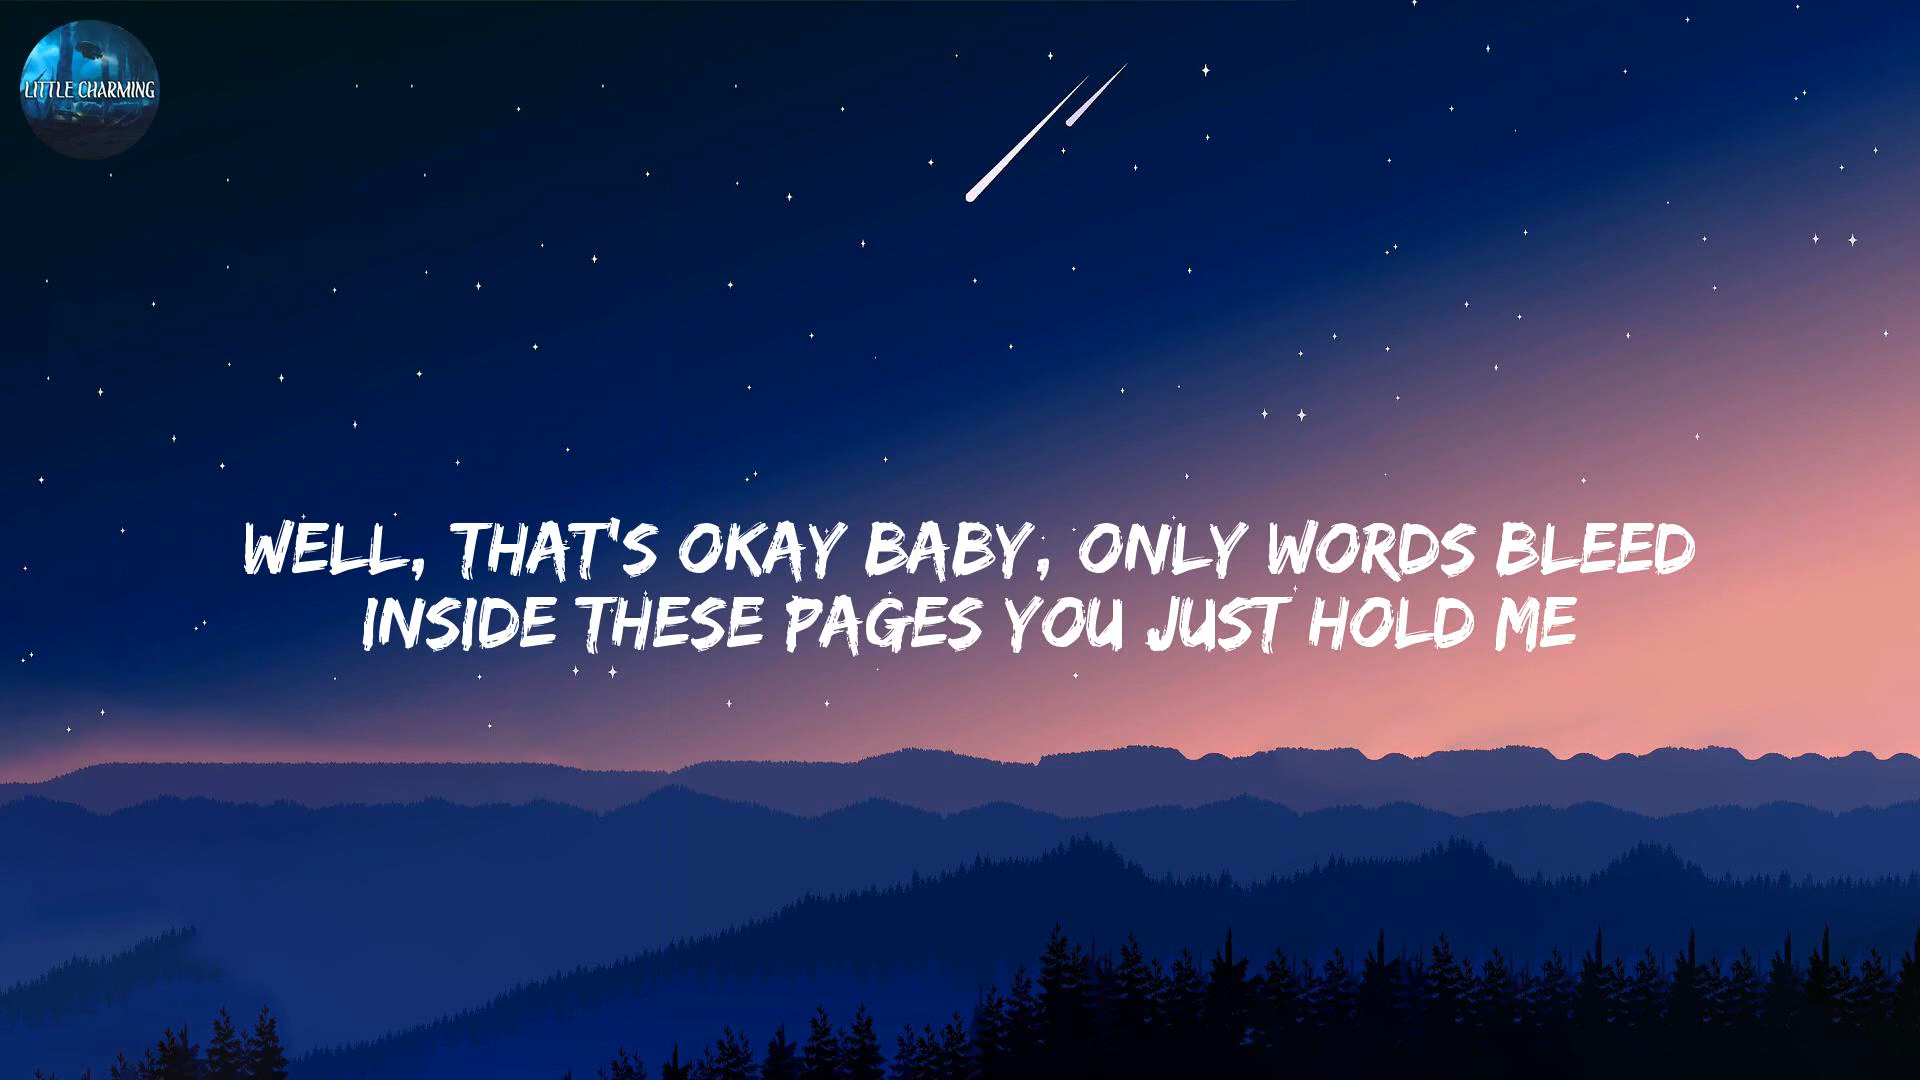 LITTLE CHARMING
WELL, THAT'S OKAY BABY, ONLY WORDS BLEED
INSIDE THESE PAGES YOU JUST HOLD ME